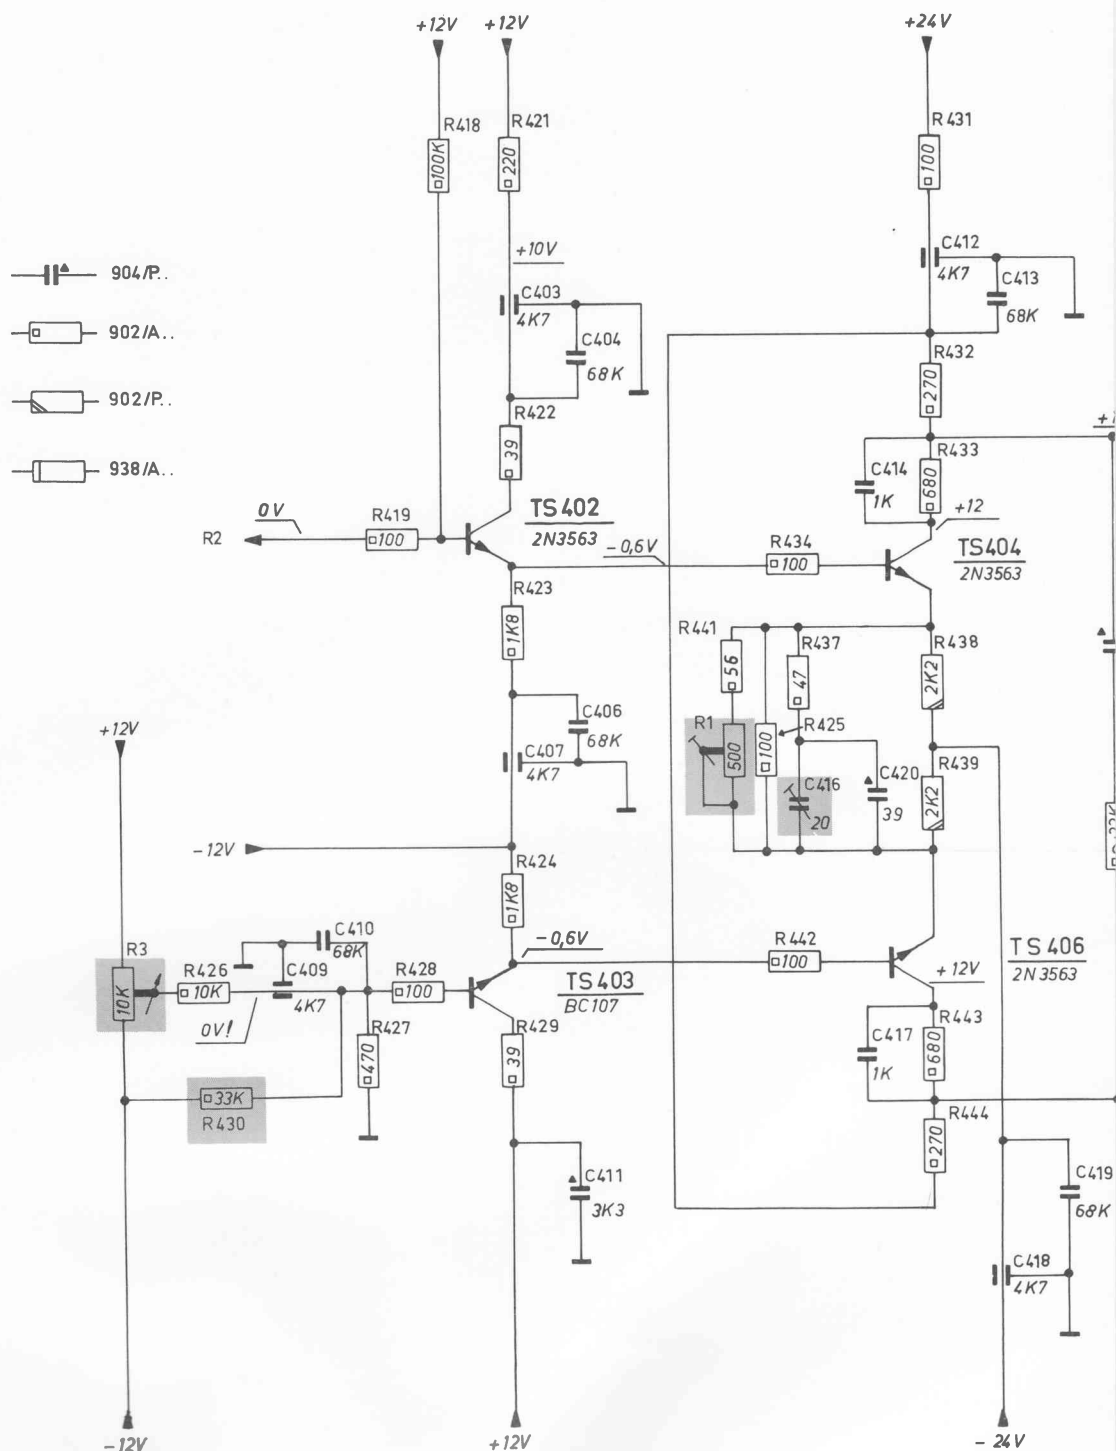 +12V +12V
+24V
R418
R421
R431
□100K
□220
□100
+10V
904/P..
C403
4K7
C404
68K
C412
4K7
C413
68K
902/A..
R432
□270
902/P..
R422
□39
R433
□680
C414
1K
+12
938/A..
0V
R419
R2
□100
TS402
2N3563
-0,6V
R434
□100
TS404
2N3563
R423
□1K8
R441
□56
R437
□47
R438
2K2
C406
68K
C407
4K7
R1
500
R425
□100
C416
20
C420
39
R439
2K2
+12V
-12V
R424
□1K8
-0,6V
R442
□100
TS406
2N3563
+12V
R3
10K
R426
□10K
C410
68K
C409
4K7
0V!
R428
□100
TS403
BC107
R427
□470
R429
□39
C417
1K
R443
□680
□33K
R430
R444
□270
C411
3K3
C419
68K
C418
4K7
-12V
+12V
- 24V